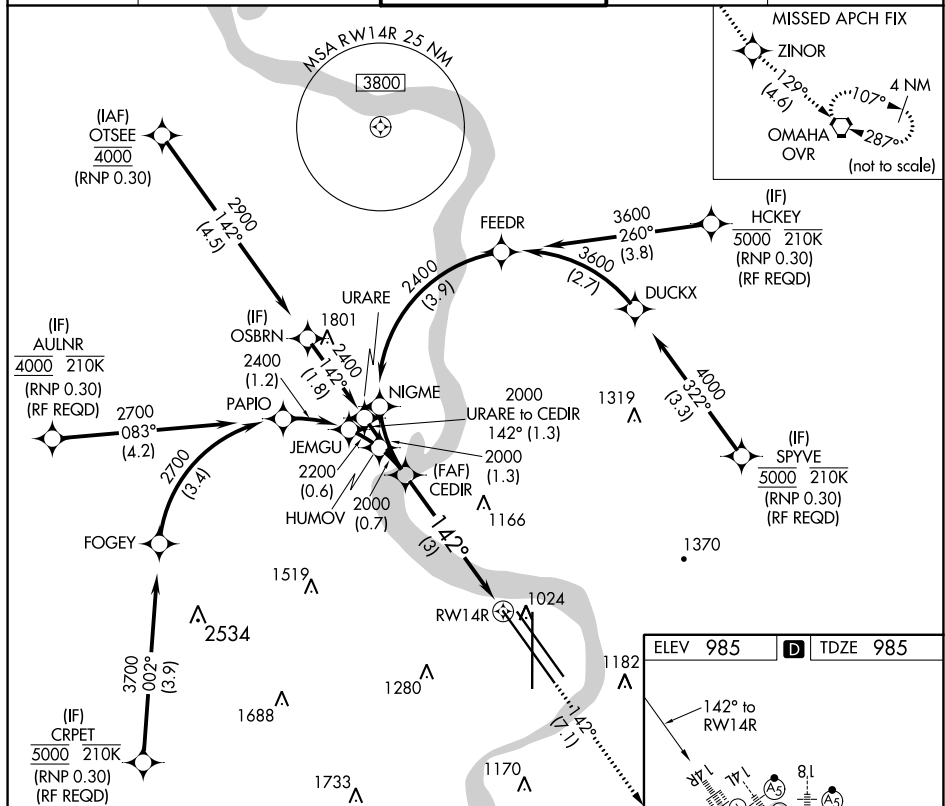 MISSED APCH FIX
ZINOR
129°
(4.6)
107°
4 NM
OMAHA
OVR
287°
(not to scale)
MSA RW14R 25 NM
3800
(IAF)
OTSEE
4000
(RNP 0.30)
2900
142°
(4.5)
(IF)
HCKEY
5000 210K
(RNP 0.30)
(RF REQD)
3600
260°
(3.8)
FEEDR
3600
(2.7)
DUCKX
2400
(3.9)
URARE
(IF)
OSBRN
1801
2400
142°
(1.8)
(IF)
AULNR
4000 210K
(RNP 0.30)
(RF REQD)
2700
083°
(4.2)
2400
(1.2)
PAPIO
NIGME
2000
URARE to CEDIR
142° (1.3)
1319
4000
322°
(3.3)
(IF)
SPYVE
5000 210K
(RNP 0.30)
(RF REQD)
JEMGU
2200
(0.6)
HUMOV
2000
(0.7)
2000
(1.3)
(FAF)
CEDIR
2700
(3.4)
1166
142°
(3)
FOGEY
1370
1519
2534
RW14R
1024
3700
002°
(3.9)
1280
1182
1688
(IF)
CRPET
5000 210K
(RNP 0.30)
(RF REQD)
142°
(7.1)
1733
1170
ELEV 985
D
TDZE 985
142° to
RW14R
14R
14L
18
A5
A5